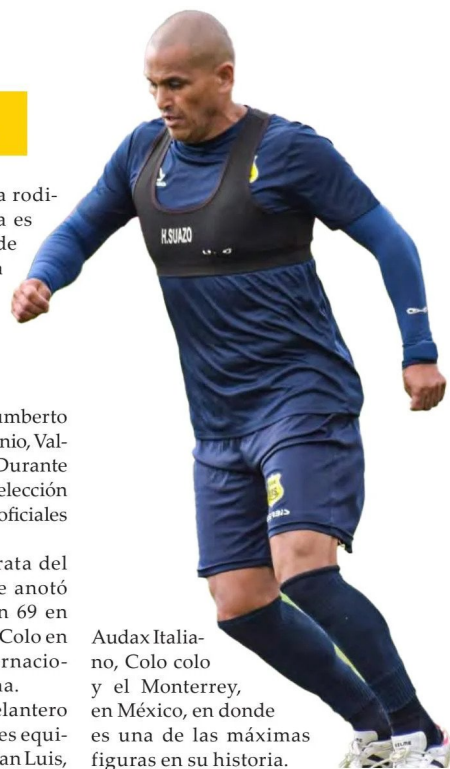 a rodi-
a es
de
umberto
nio, Val-
Durante
elección
oficiales
rata del
e anotó
n 69 en
Colo en
rnacio-
na.
elantero
es equi-
an Luis,
Audax Italia-
no, Colo colo
y el Monterrey,
en México, en donde
es una de las máximas
figuras en su historia.
H.SUAZO